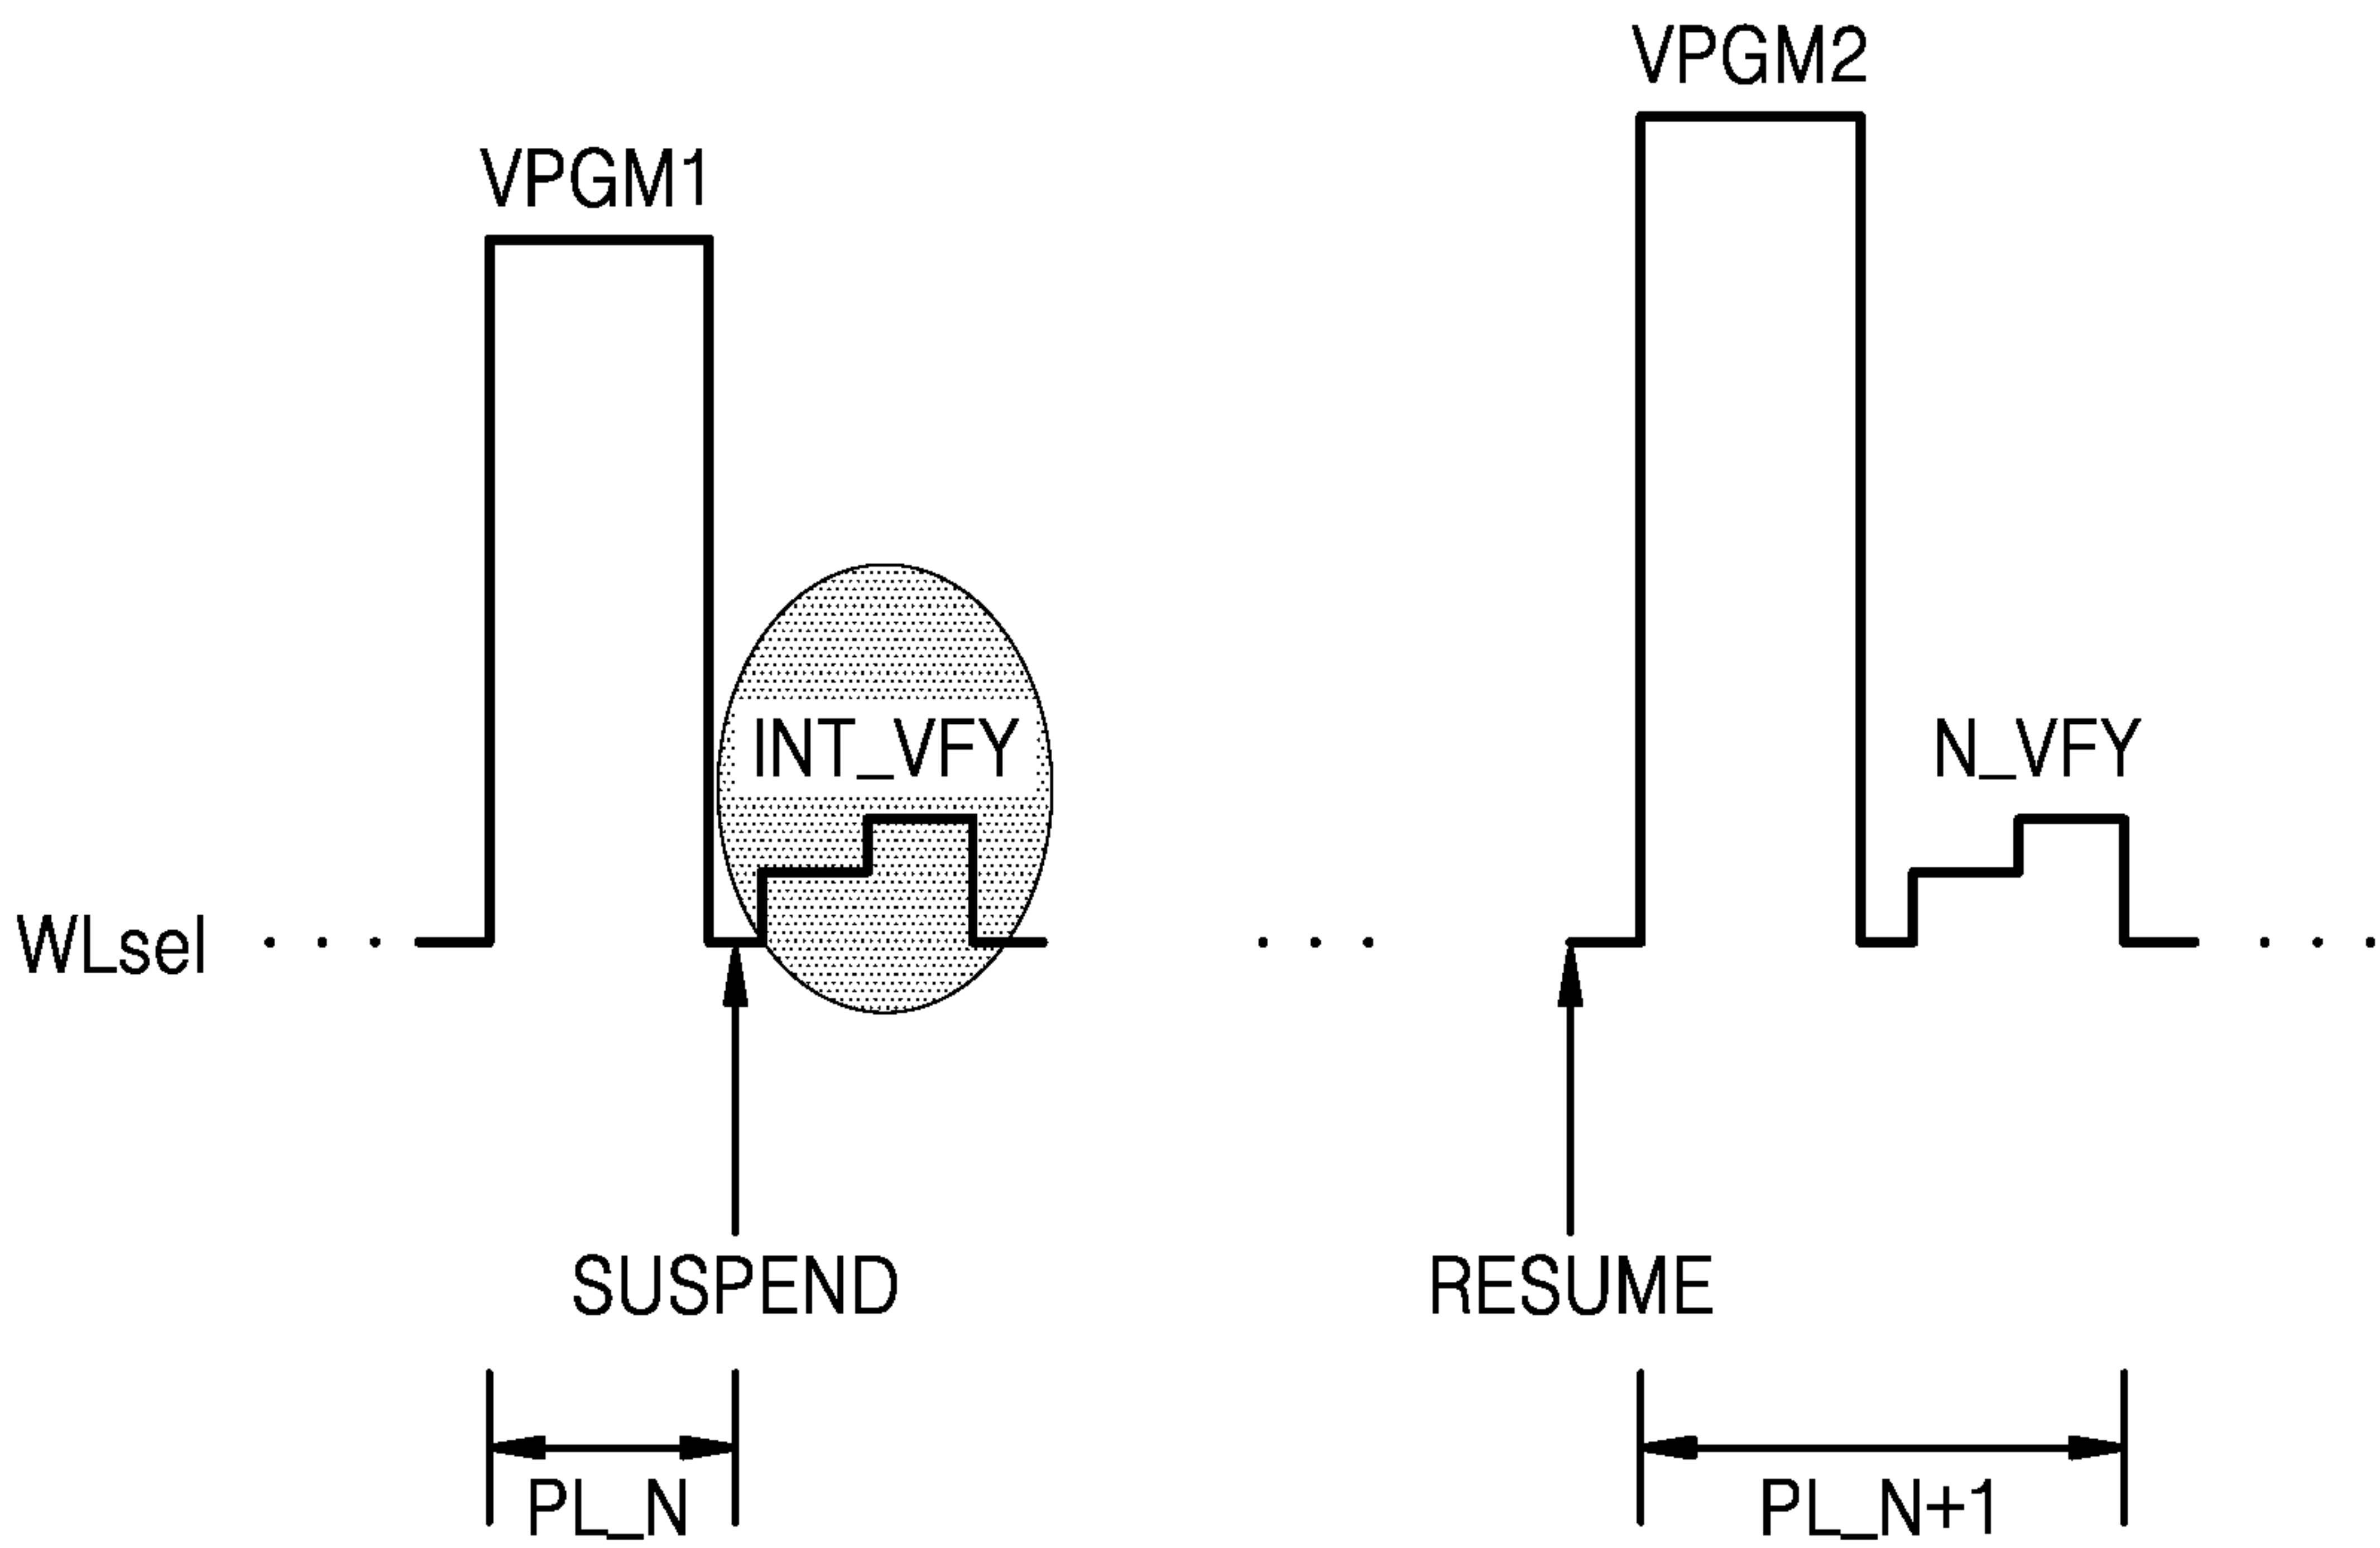 VPGM2
VPGM1
INT_VFY
N_VFY
WLsel
SUSPEND
RESUME
PL_N
PL_N+1